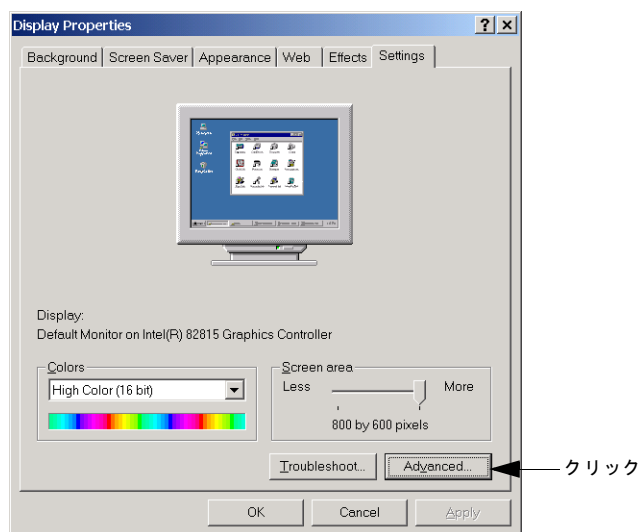 Display Properties
Background Screen Saver Appearance Web Effects Settings
Display:
Default Monitor on Intel(R) 82815 Graphics Controller
Colors
High Color (16 bit)
Screen area
Less More
800 by 600 pixels
Troubleshoot... Advanced...
クリック
OK Cancel Apply